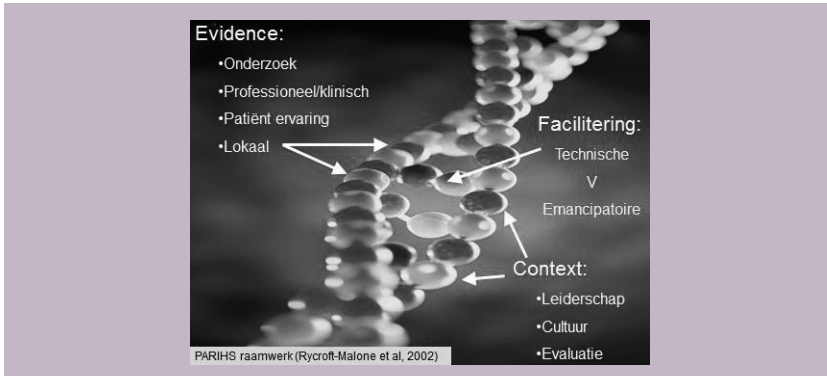 Evidence:
•Onderzoek
•Professioneel/klinisch
•Patiënt ervaring
•Lokaal
Facilitering:
Technische
V
Emancipatoire
Context:
•Leiderschap
•Cultuur
•Evaluatie
PARIHS raamwerk (Rycroft-Malone et al, 2002)